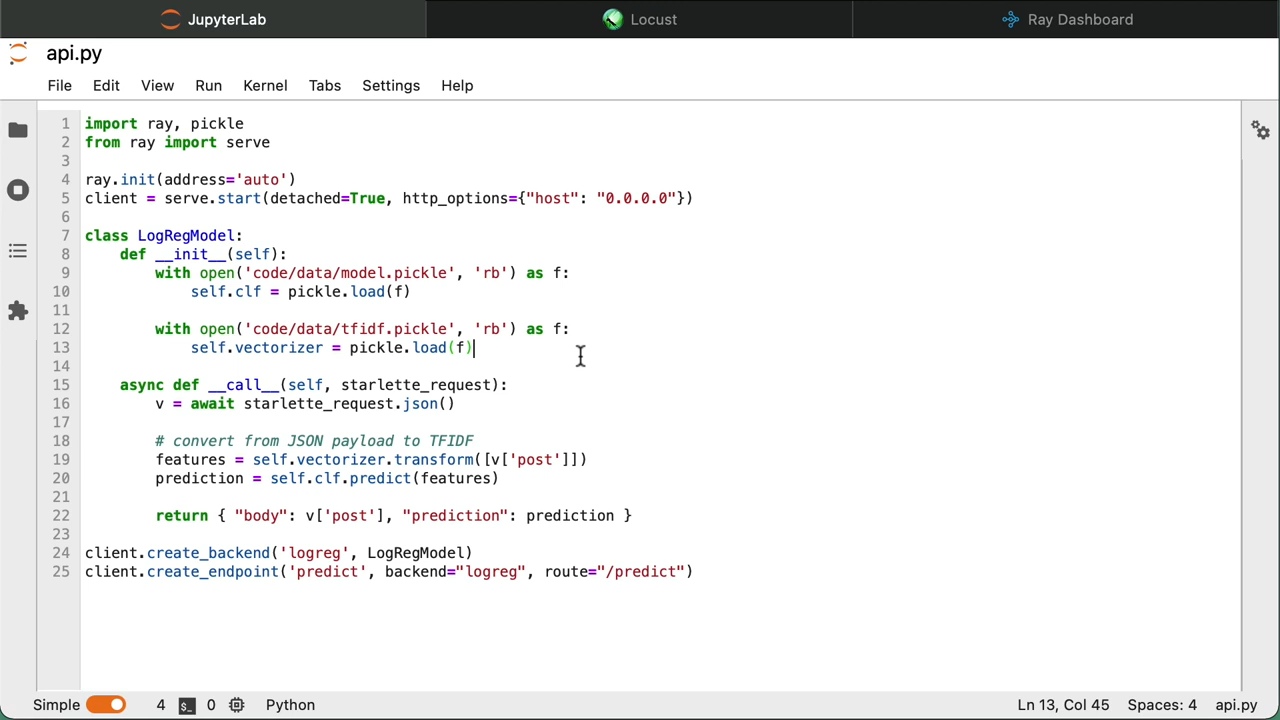 JupyterLab
Locust
Ray Dashboard
api.py
File Edit View Run Kernel Tabs Settings Help
1 import ray, pickle
2 from ray import serve
3
4 ray.init(address='auto')
5 client = serve.start(detached=True, http_options={"host": "0.0.0.0"})
6
7 class LogRegModel:
8     def __init__(self):
9         with open('code/data/model.pickle', 'rb') as f:
10             self.clf = pickle.load(f)
11
12         with open('code/data/tfidf.pickle', 'rb') as f:
13             self.vectorizer = pickle.load(f)
14
15     async def __call__(self, starlette_request):
16         v = await starlette_request.json()
17
18         # convert from JSON payload to TFIDF
19         features = self.vectorizer.transform([v['post']])
20         prediction = self.clf.predict(features)
21
22         return { "body": v['post'], "prediction": prediction }
23
24 client.create_backend('logreg', LogRegModel)
25 client.create_endpoint('predict', backend="logreg", route="/predict")
Simple 4 $_ 0 Python Ln 13, Col 45 Spaces: 4 api.py